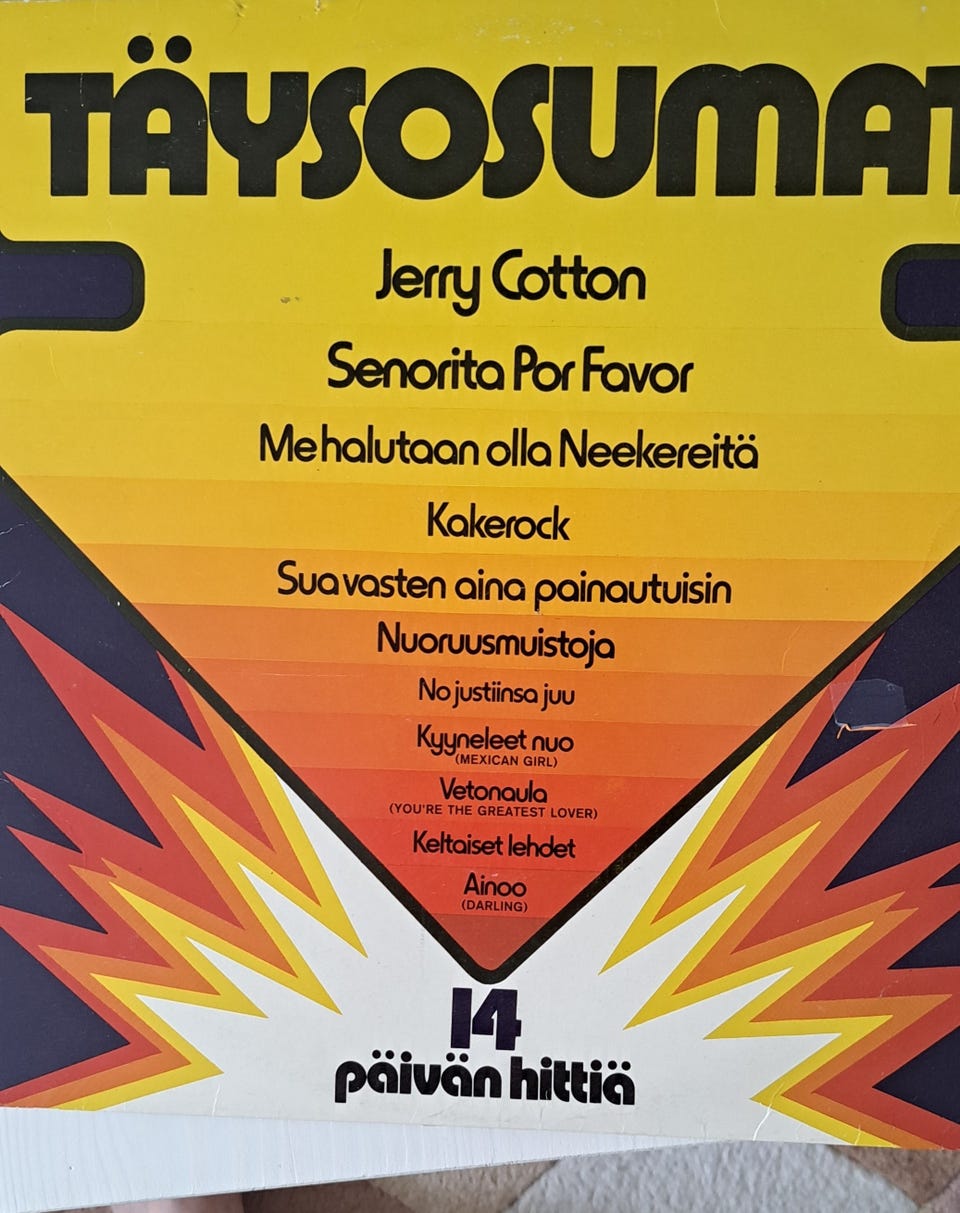 TÄYSOSUMAT
Jerry Cotton
Senorita Por Favor
Me halutaan olla Neekereitä
Kakerock
Sua vasten aina painautuisin
Nuoruusmuistoja
No justiinsa juu
Kyyneleet nuo
(MEXICAN GIRL)
Vetonaula
(YOU'RE THE GREATEST LOVER)
Keltaiset lehdet
Ainoo
(DARLING)
14
päivän hittiä